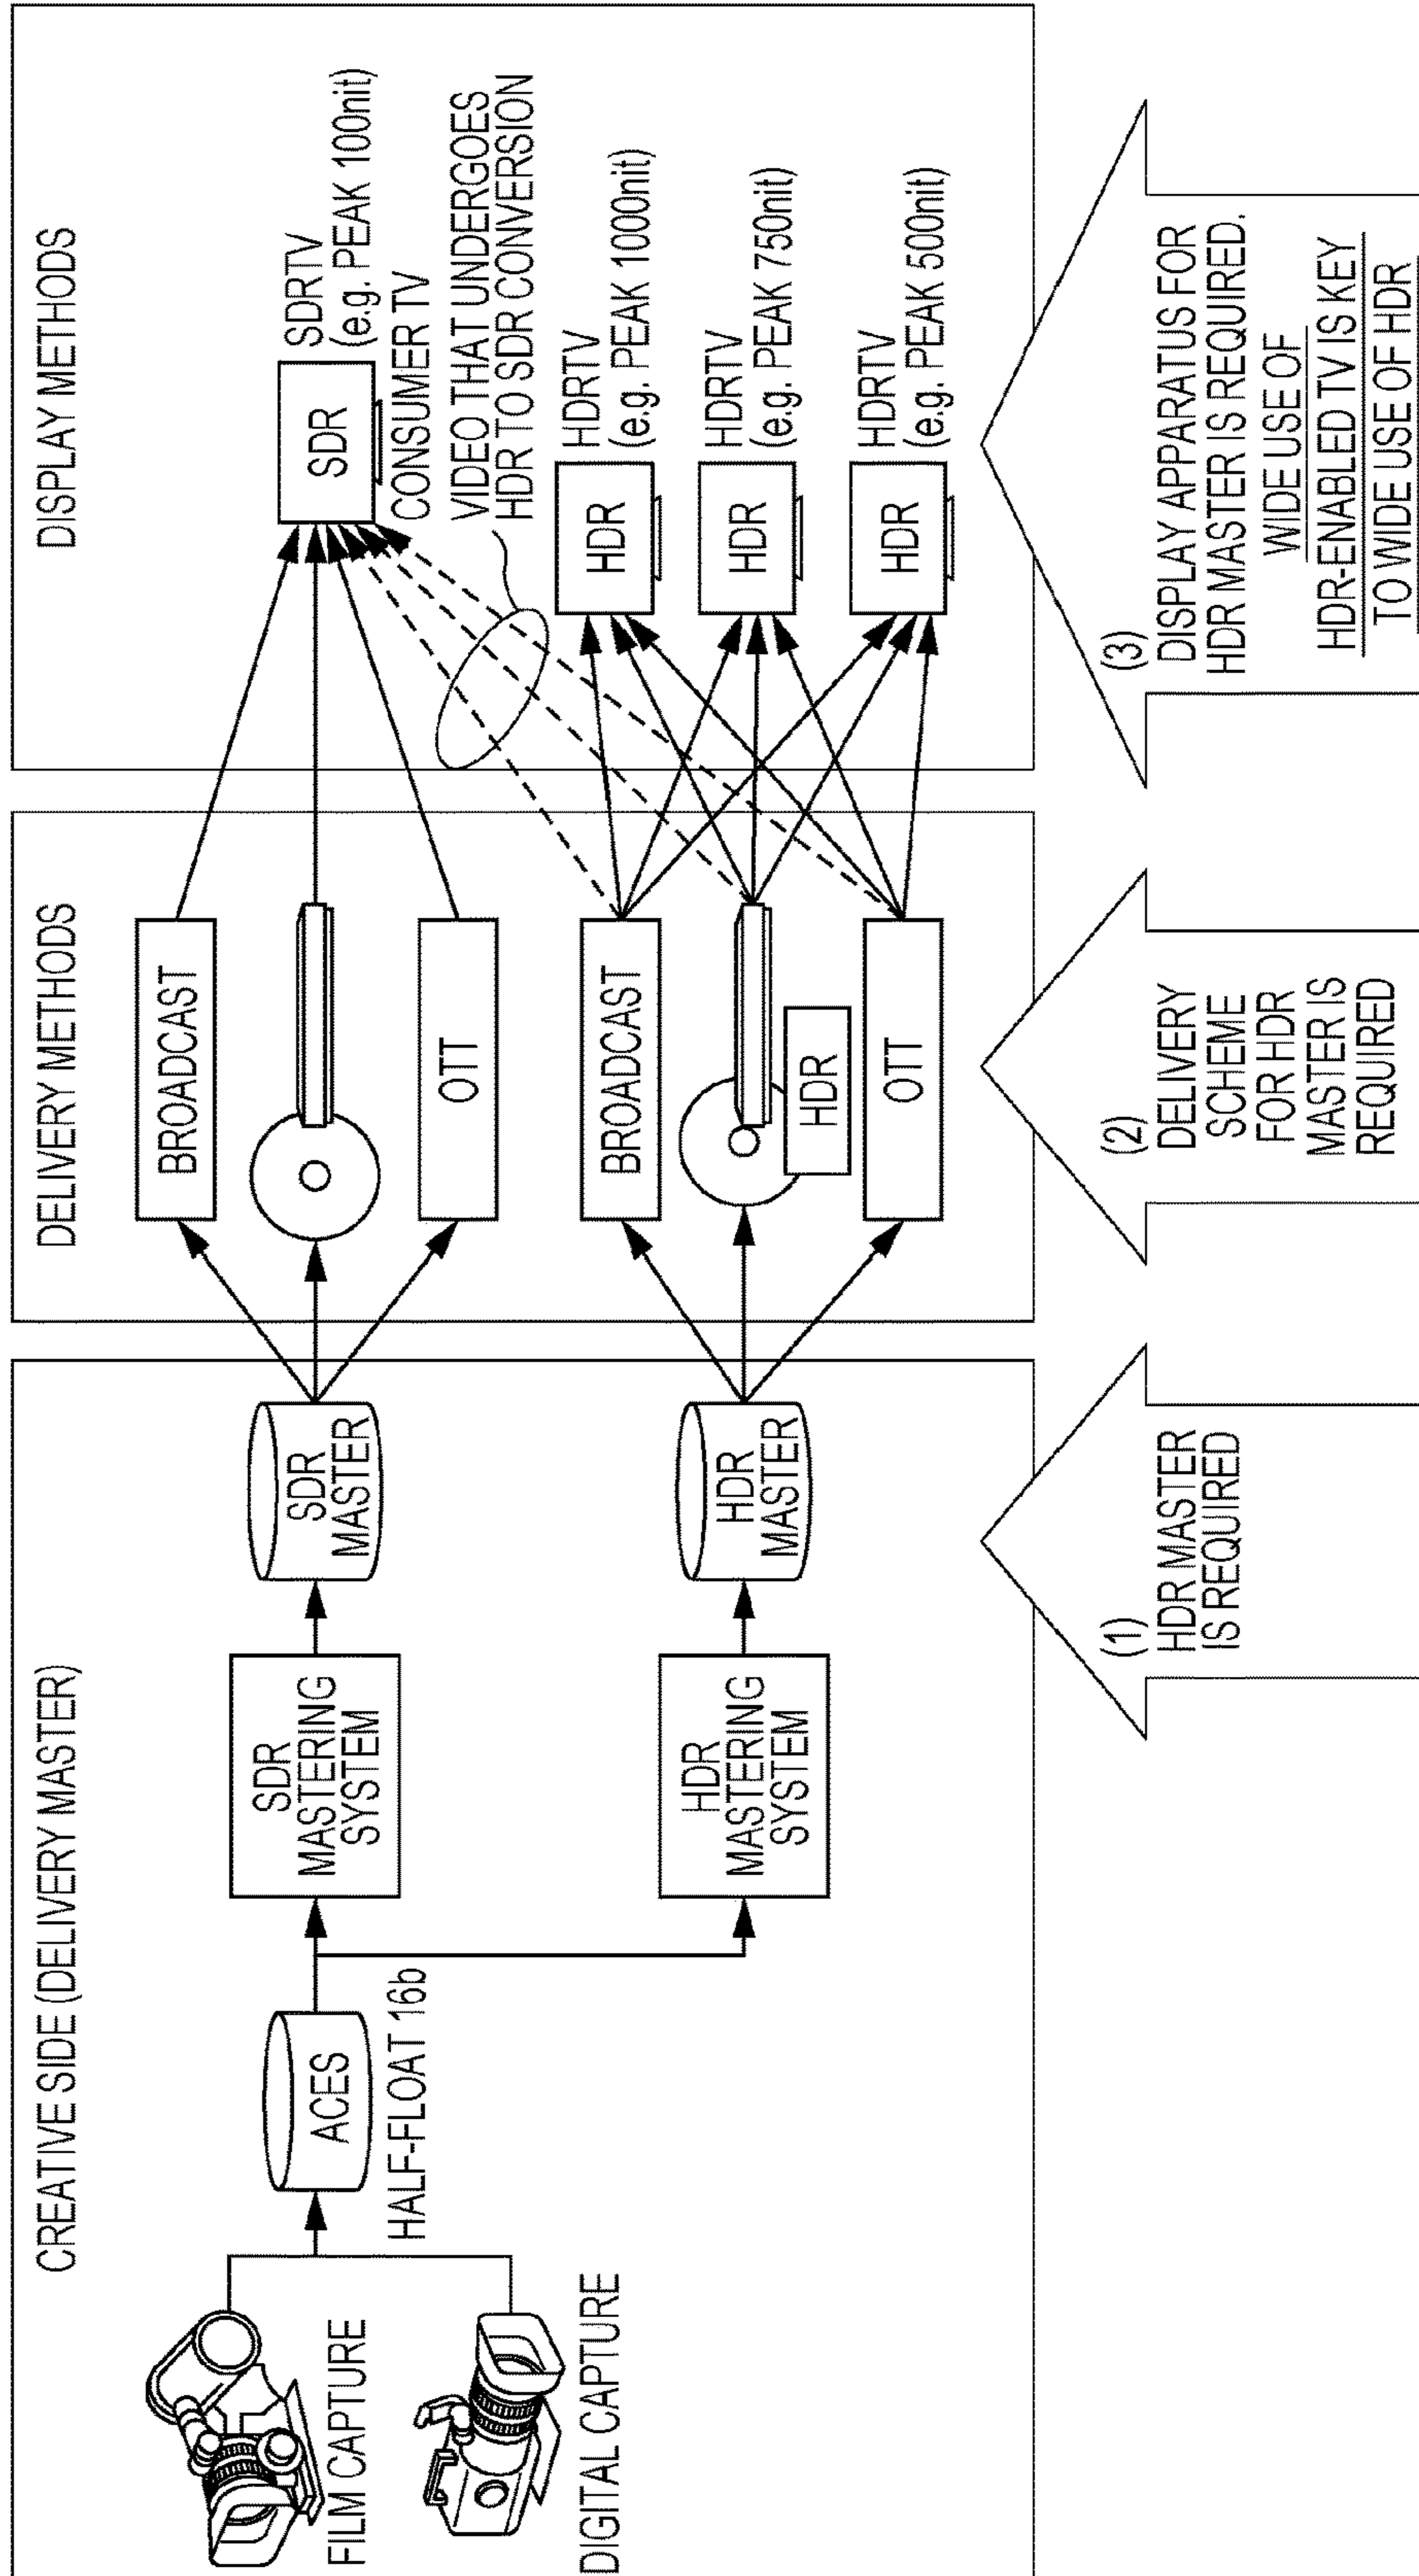 CREATIVE SIDE (DELIVERY MASTER)
FILM CAPTURE
DIGITAL CAPTURE
ACES
HALF-FLOAT 16b
SDR
MASTERING
SYSTEM
HDR
MASTERING
SYSTEM
SDR
MASTER
HDR
MASTER
DELIVERY METHODS
BROADCAST
OTT
BROADCAST
HDR
OTT
DISPLAY METHODS
SDR
SDRTV
(e.g. PEAK 100nit)
CONSUMER TV
VIDEO THAT UNDERGOES
HDR TO SDR CONVERSION
HDR
HDRTV
(e.g. PEAK 1000nit)
HDR
HDRTV
(e.g. PEAK 750nit)
HDR
HDRTV
(e.g. PEAK 500nit)
(1)
HDR MASTER
IS REQUIRED
(2)
DELIVERY
SCHEME
FOR HDR
MASTER IS
REQUIRED
(3)
DISPLAY APPARATUS FOR
HDR MASTER IS REQUIRED.
WIDE USE OF
HDR-ENABLED TV IS KEY
TO WIDE USE OF HDR